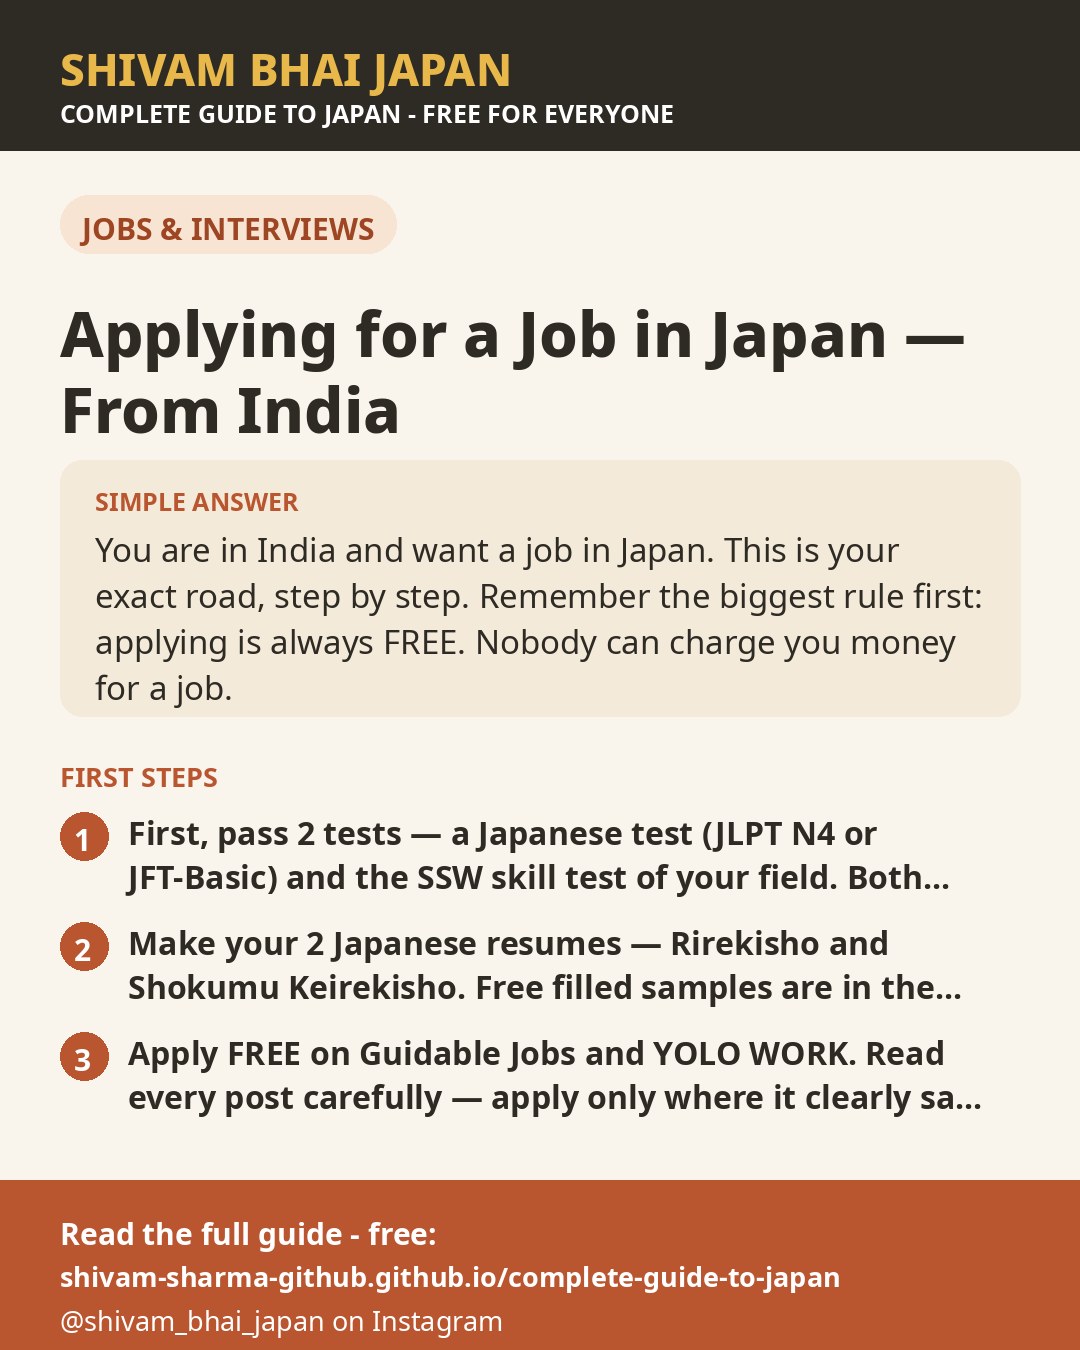 SHIVAM BHAI JAPAN
COMPLETE GUIDE TO JAPAN - FREE FOR EVERYONE
JOBS & INTERVIEWS
Applying for a Job in Japan —
From India
SIMPLE ANSWER
You are in India and want a job in Japan. This is your
exact road, step by step. Remember the biggest rule first:
applying is always FREE. Nobody can charge you money
for a job.
FIRST STEPS
1 First, pass 2 tests — a Japanese test (JLPT N4 or
JFT-Basic) and the SSW skill test of your field. Both...
2 Make your 2 Japanese resumes — Rirekisho and
Shokumu Keirekisho. Free filled samples are in the...
3 Apply FREE on Guidable Jobs and YOLO WORK. Read
every post carefully — apply only where it clearly sa...
Read the full guide - free:
shivam-sharma-github.github.io/complete-guide-to-japan
@shivam_bhai_japan on Instagram